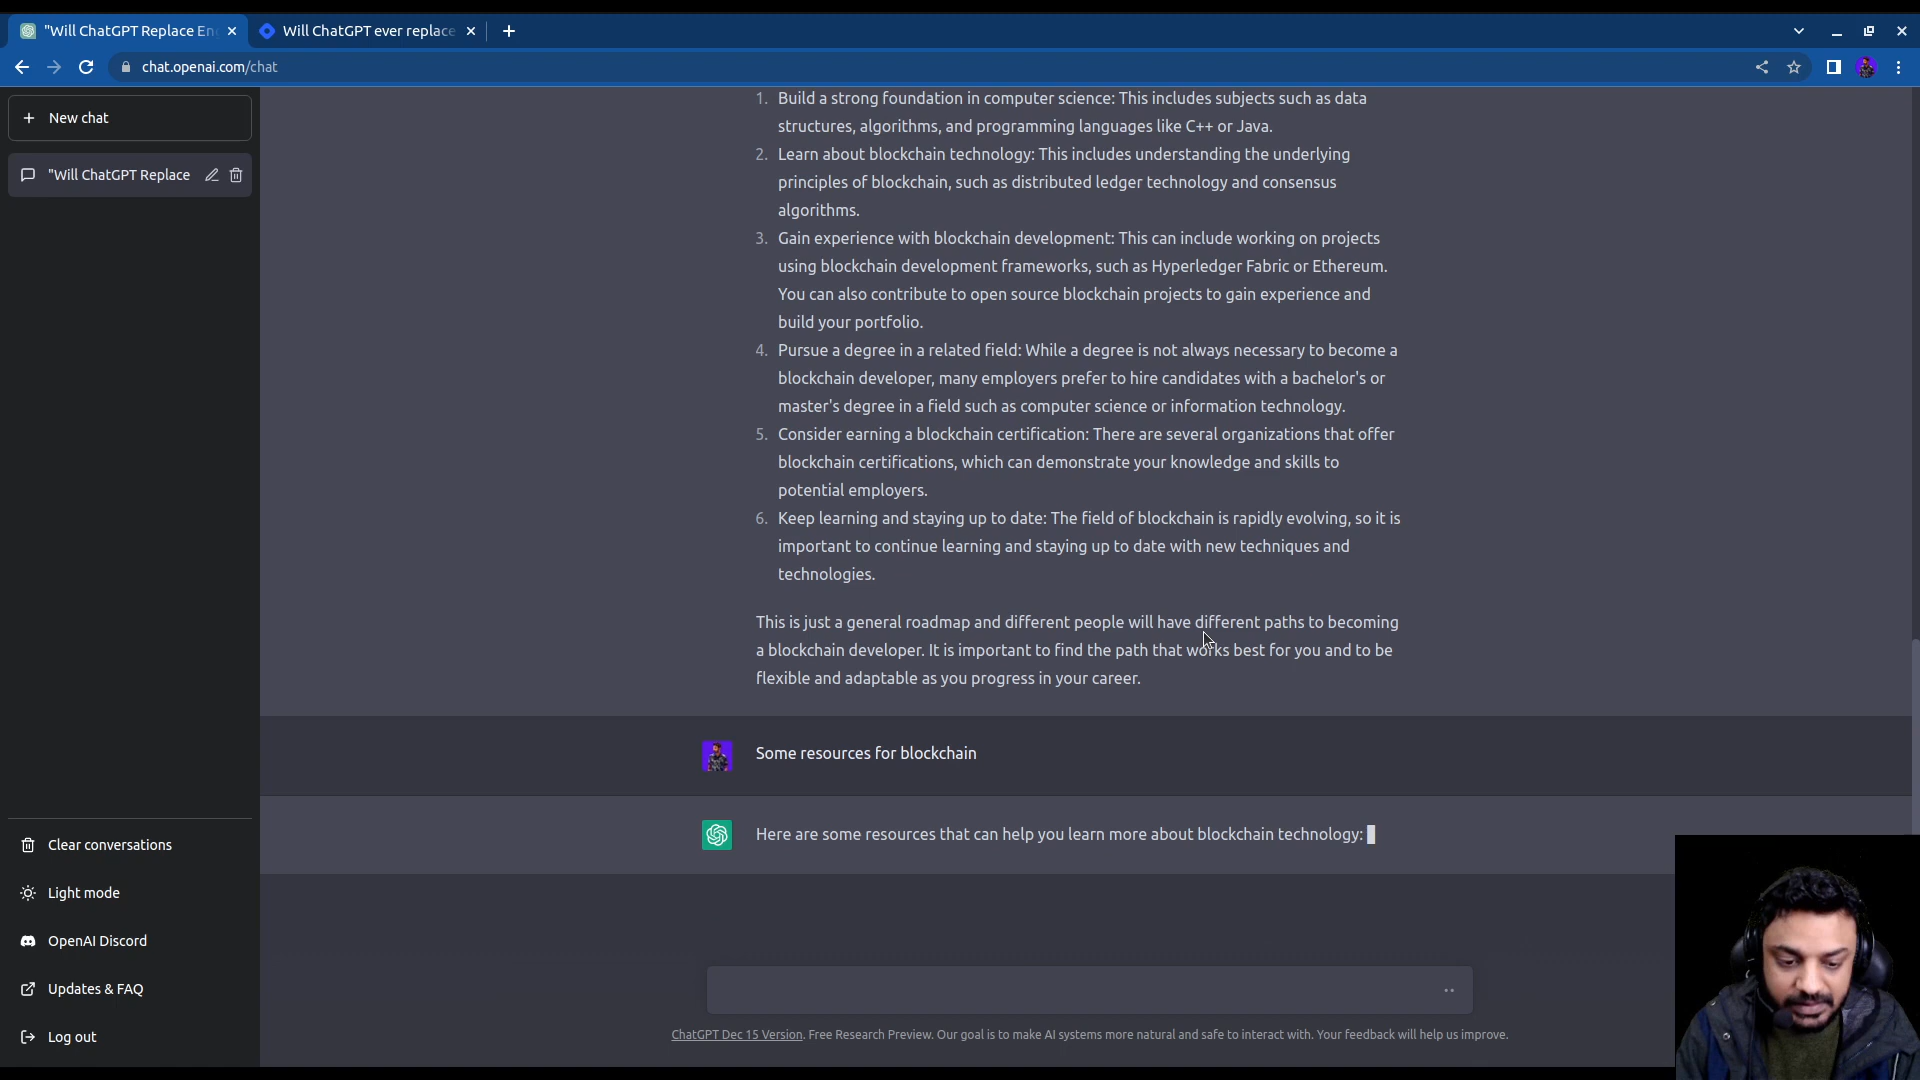 "Will ChatGPT Replace En
Will ChatGPT ever replace
chat.openai.com/chat
New chat
"Will ChatGPT Replace
1. Build a strong foundation in computer science: This includes subjects such as data
structures, algorithms, and programming languages like C++ or Java.
2. Learn about blockchain technology: This includes understanding the underlying
principles of blockchain, such as distributed ledger technology and consensus
algorithms.
3. Gain experience with blockchain development: This can include working on projects
using blockchain development frameworks, such as Hyperledger Fabric or Ethereum.
You can also contribute to open source blockchain projects to gain experience and
build your portfolio.
4. Pursue a degree in a related field: While a degree is not always necessary to become a
blockchain developer, many employers prefer to hire candidates with a bachelor's or
master's degree in a field such as computer science or information technology.
5. Consider earning a blockchain certification: There are several organizations that offer
blockchain certifications, which can demonstrate your knowledge and skills to
potential employers.
6. Keep learning and staying up to date: The field of blockchain is rapidly evolving, so it is
important to continue learning and staying up to date with new techniques and
technologies.
This is just a general roadmap and different people will have different paths to becoming
a blockchain developer. It is important to find the path that works best for you and to be
flexible and adaptable as you progress in your career.
Some resources for blockchain
Here are some resources that can help you learn more about blockchain technology:
Clear conversations
Light mode
OpenAI Discord
Updates & FAQ
Log out
ChatGPT Dec 15 Version. Free Research Preview. Our goal is to make AI systems more natural and safe to interact with. Your feedback will help us improve.